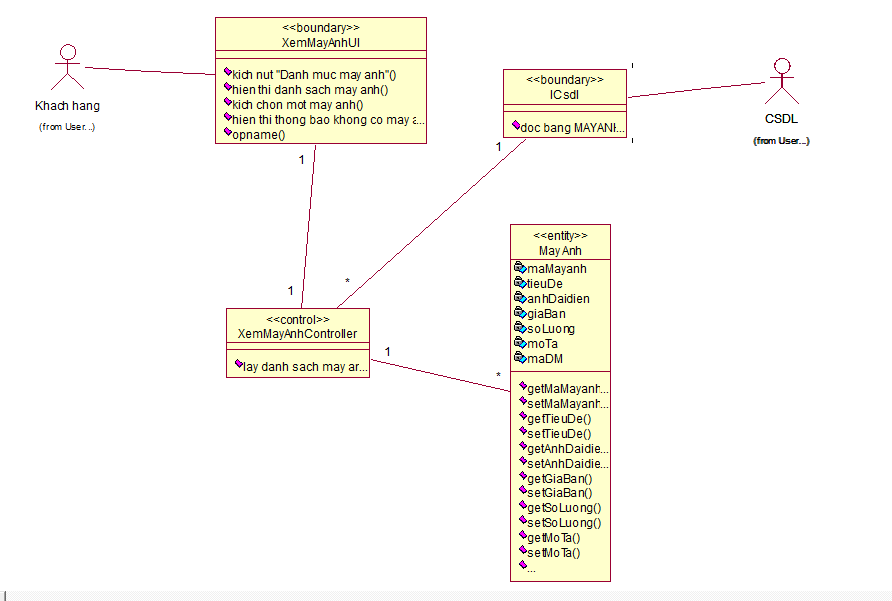 Khach hang
(from User...)
<<boundary>>
XemMayAnhUI
kich nut "Danh muc may anh"()
hien thi danh sach may anh()
kich chon mot may anh()
hien thi thong bao khong co may a...
opname()
<<boundary>>
ICsdl
doc bang MAYANH...
CSDL
(from User...)
1
1
*
1
<<control>>
XemMayAnhController
lay danh sach may an...
1
*
<<entity>>
MayAnh
maMayanh
tieuDe
anhDaidien
giaBan
soLuong
moTa
maDM
getMaMayanh...
setMaMayanh...
getTieuDe()
setTieuDe()
getAnhDaidie...
setAnhDaidie...
getGiaBan()
setGiaBan()
getSoLuong()
setSoLuong()
getMoTa()
setMoTa()
...